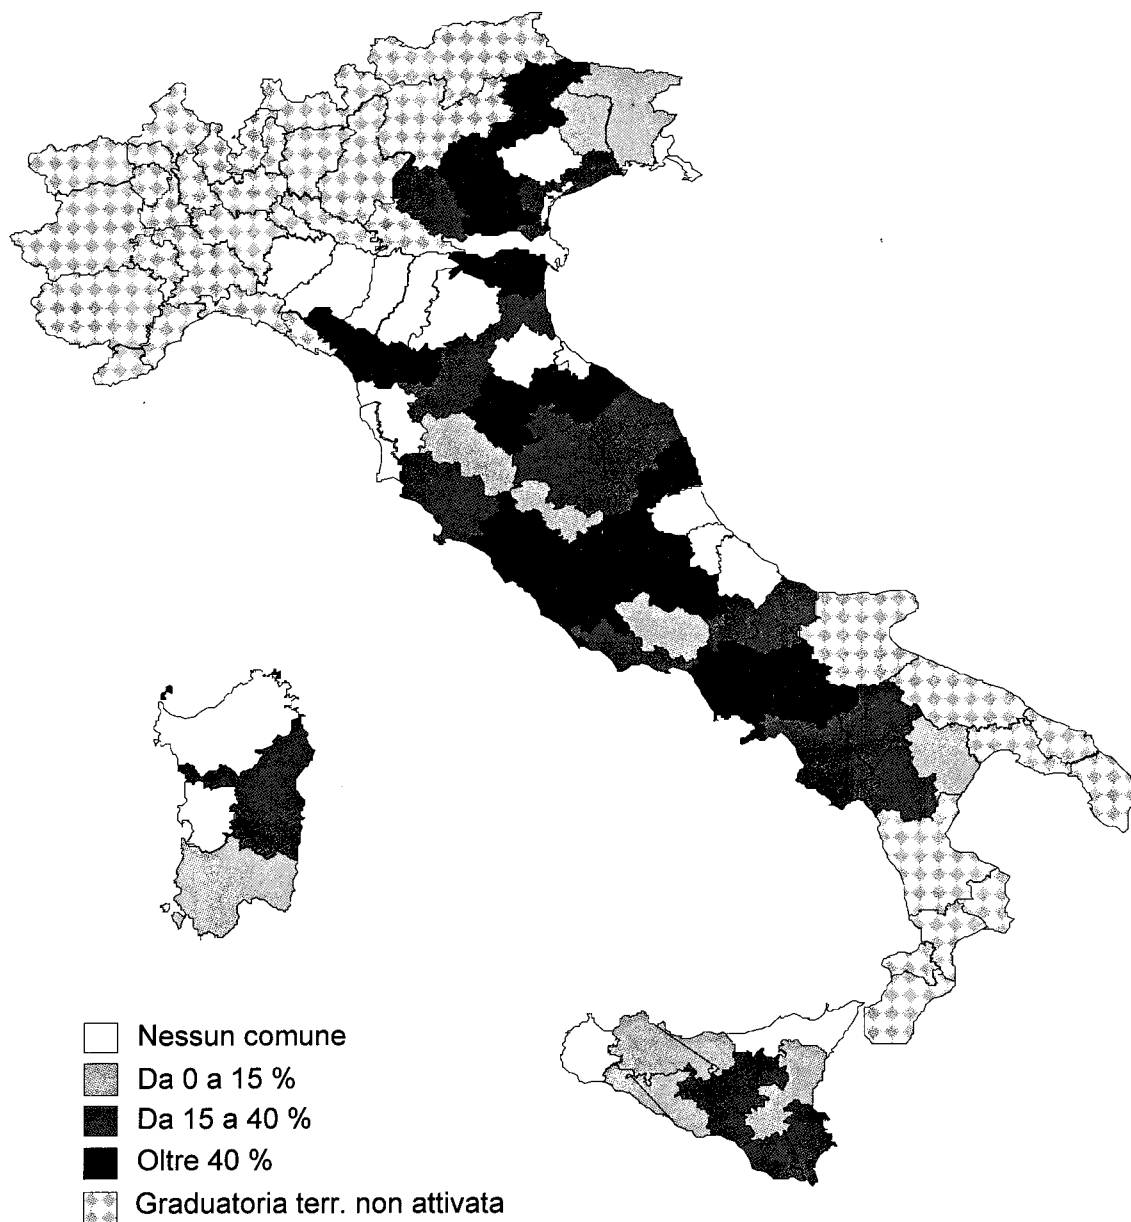 Nessun comune
Da 0 a 15 %
Da 15 a 40 %
Oltre 40 %
Graduatoria terr. non attivata